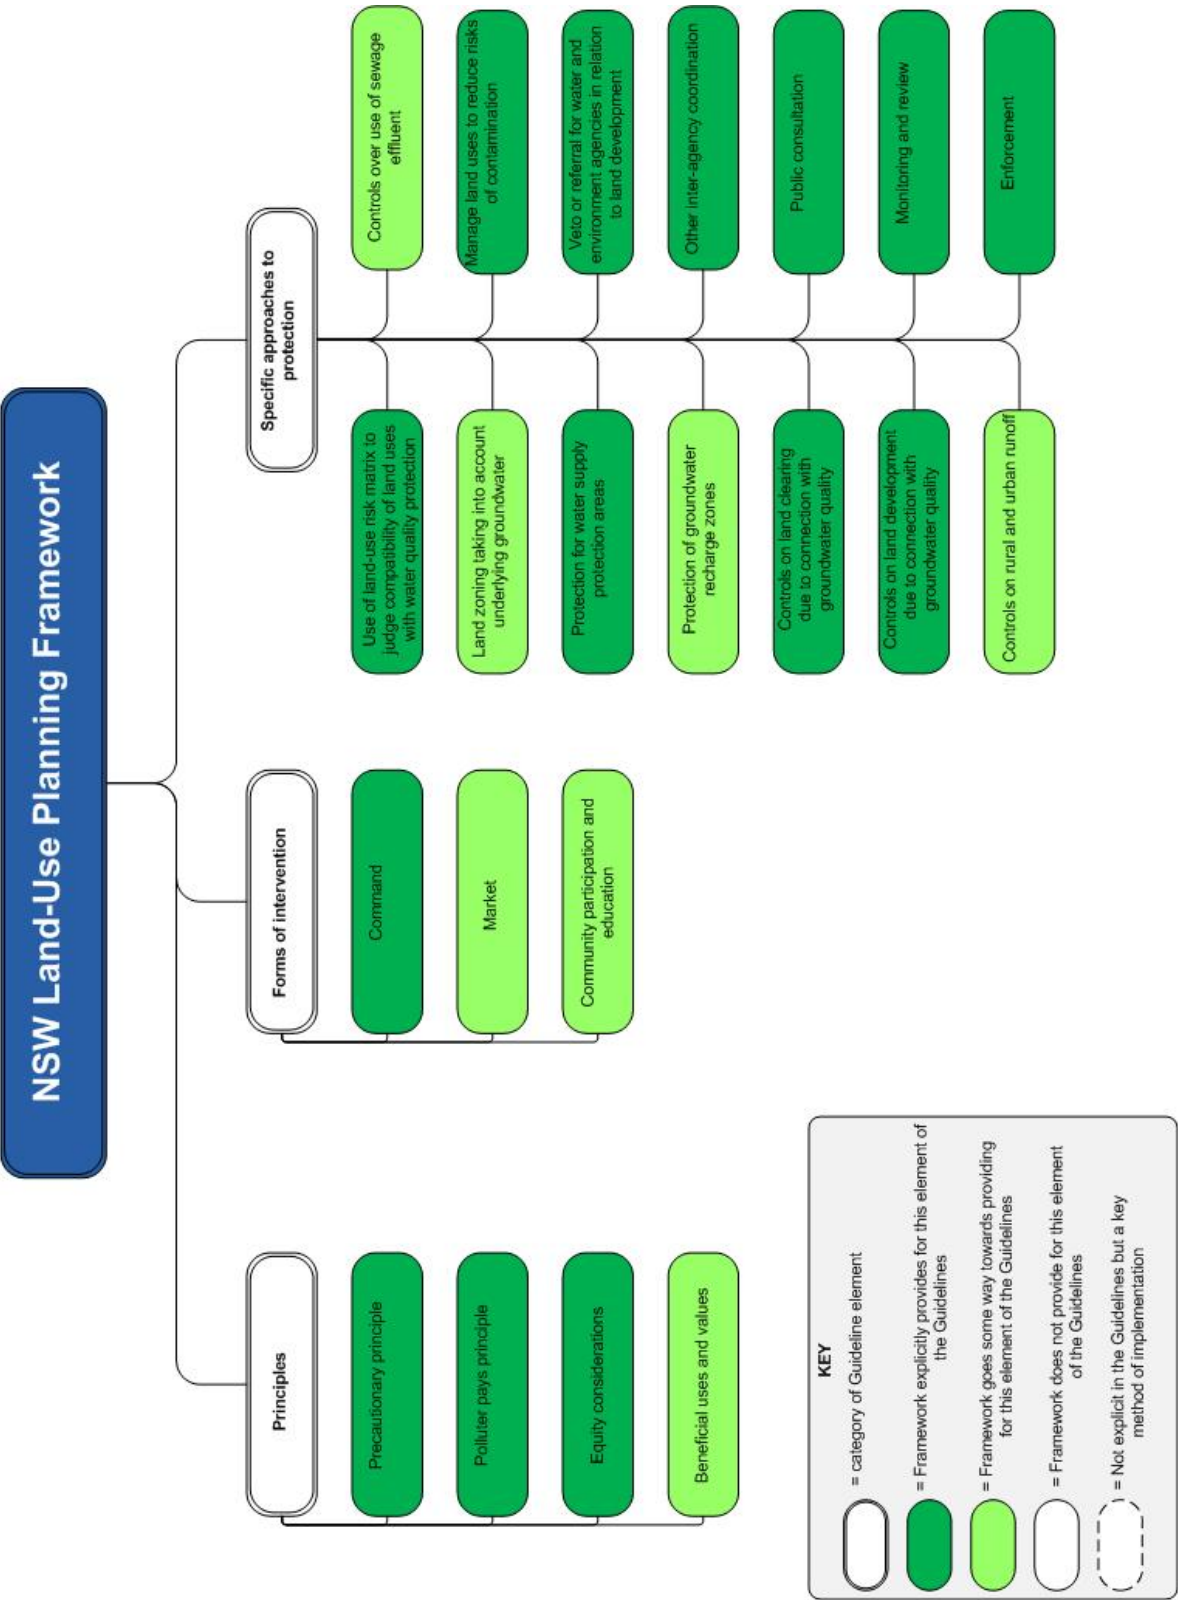 NSW Land-Use Planning Framework
Principles
Precautionary principle
Polluter pays principle
Equity considerations
Beneficial uses and values
Forms of intervention
Command
Market
Community participation and
education
Specific approaches to
protection
Use of land-use risk matrix to
judge compatibility of land uses
with water quality protection
Land zoning taking into account
underlying groundwater
Protection for water supply
protection areas
Protection of groundwater
recharge zones
Controls on land clearing
due to connection with
groundwater quality
Controls on land development
due to connection with
groundwater quality
Controls on rural and urban runoff
Controls over use of sewage
effluent
Manage land uses to reduce risks
of contamination
Veto or referral for water and
environment agencies in relation
to land development
Other inter-agency coordination
Public consultation
Monitoring and review
Enforcement
KEY
= category of Guideline element
= Framework explicitly provides for this element of
the Guidelines
= Framework goes some way towards providing
for this element of the Guidelines
= Framework does not provide for this element
of the Guidelines
= Not explicit in the Guidelines but a key
method of implementation